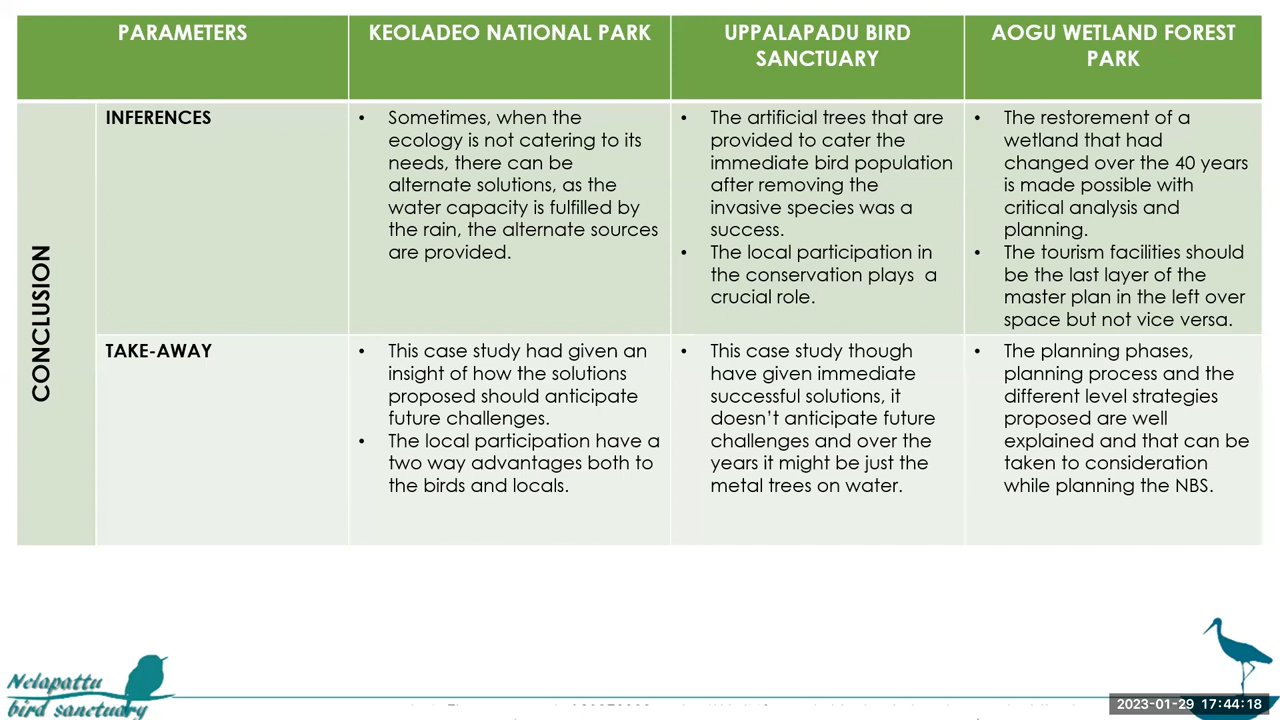 PARAMETERS
KEOLADEO NATIONAL PARK
UPPALAPADU BIRD
SANCTUARY
AOGU WETLAND FOREST
PARK
CONCLUSION
INFERENCES
• Sometimes, when the
ecology is not catering to its
needs, there can be
alternate solutions, as the
water capacity is fulfilled by
the rain, the alternate sources
are provided.
• The artificial trees that are
provided to cater the
immediate bird population
after removing the
invasive species was a
success.
• The local participation in
the conservation plays a
crucial role.
• The restorement of a
wetland that had
changed over the 40 years
is made possible with
critical analysis and
planning.
• The tourism facilities should
be the last layer of the
master plan in the left over
space but not vice versa.
TAKE-AWAY
• This case study had given an
insight of how the solutions
proposed should anticipate
future challenges.
• The local participation have a
two way advantages both to
the birds and locals.
• This case study though
have given immediate
successful solutions, it
doesn’t anticipate future
challenges and over the
years it might be just the
metal trees on water.
• The planning phases,
planning process and the
different level strategies
proposed are well
explained and that can be
taken to consideration
while planning the NBS.
Nelapattu
bird sanctuary
2023-01-29 17:44:18